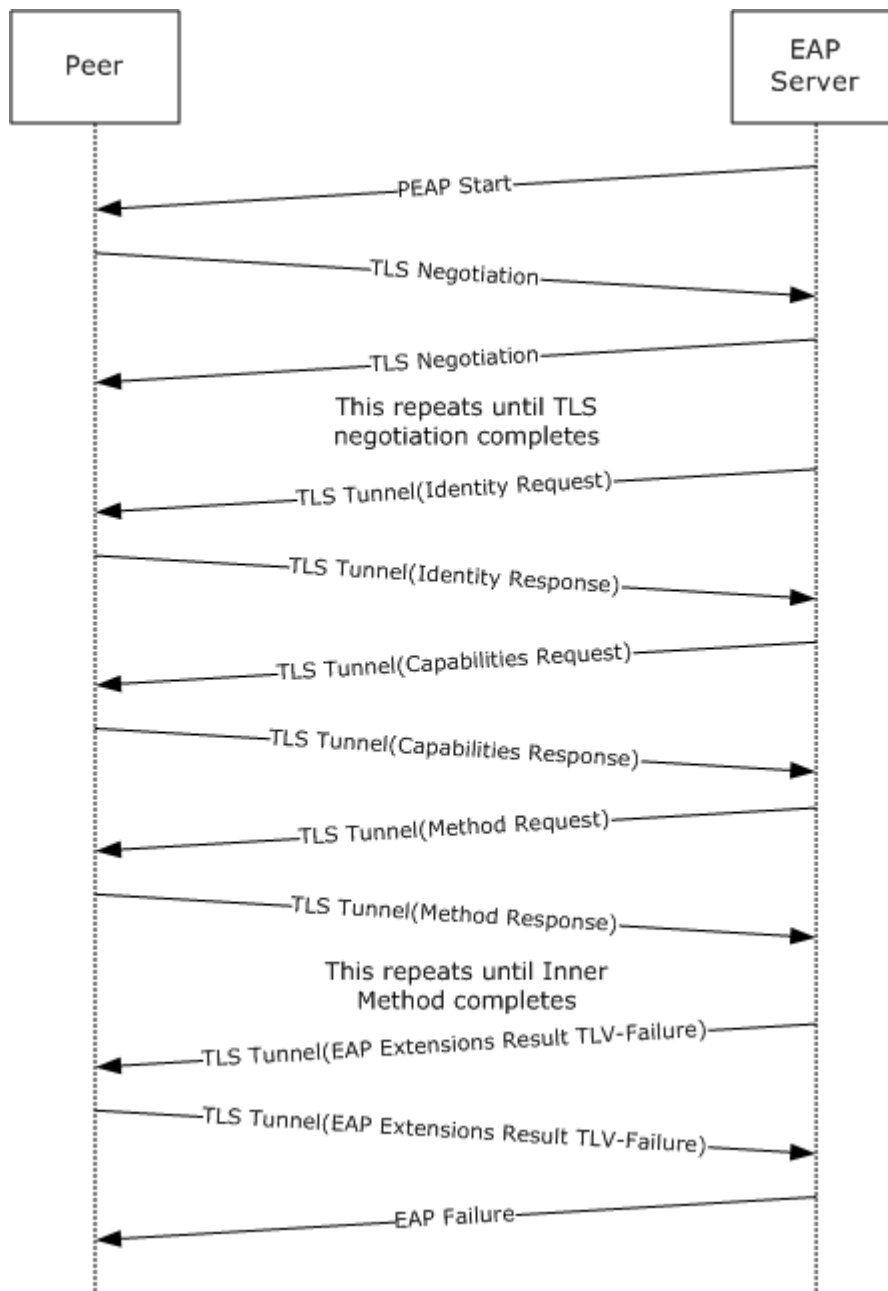 Peer
EAP
Server
PEAP Start
TLS Negotiation
TLS Negotiation
This repeats until TLS
negotiation completes
TLS Tunnel(Identity Request)
TLS Tunnel(Identity Response)
TLS Tunnel(Capabilities Request)
TLS Tunnel(Capabilities Response)
TLS Tunnel(Method Request)
TLS Tunnel(Method Response)
This repeats until Inner
Method completes
TLS Tunnel(EAP Extensions Result TLV-Failure)
TLS Tunnel(EAP Extensions Result TLV-Failure)
EAP Failure